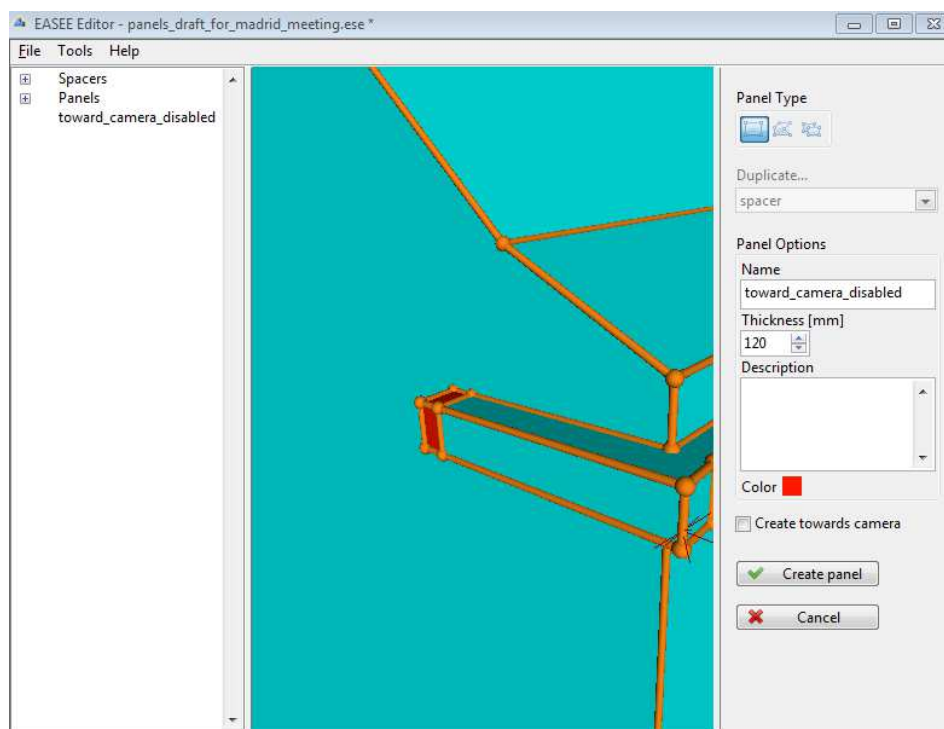 EASEE Editor - panels_draft_for_madrid_meeting.ese *
File Tools Help
Spacers
Panels
toward_camera_disabled
Panel Type
Duplicate...
spacer
Panel Options
Name
toward_camera_disabled
Thickness [mm]
120
Description
Color
Create towards camera
Create panel
Cancel